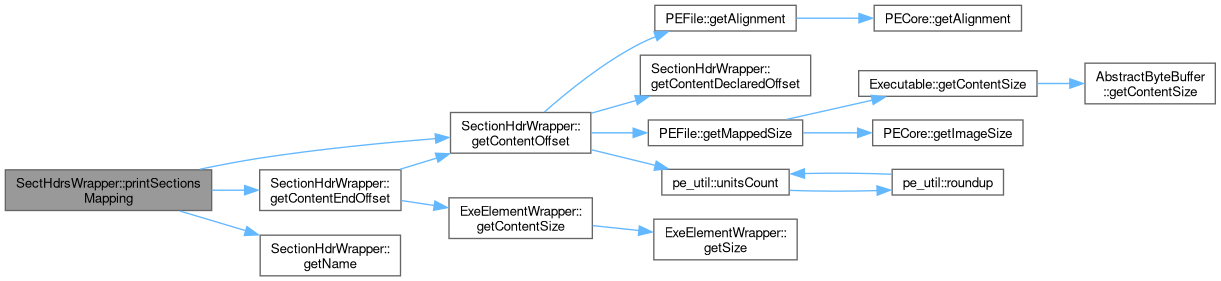 SectHdrsWrapper::printSections
Mapping
SectionHdrWrapper::
getContentOffset
SectionHdrWrapper::
getContentEndOffset
SectionHdrWrapper::
getName
PEFile::getAlignment
PECore::getAlignment
SectionHdrWrapper::
getContentDeclaredOffset
PEFile::getMappedSize
Executable::getContentSize
AbstractByteBuffer
::getContentSize
PECore::getImageSize
pe_util::unitsCount
pe_util::roundup
ExeElementWrapper::
getContentSize
ExeElementWrapper::
getSize